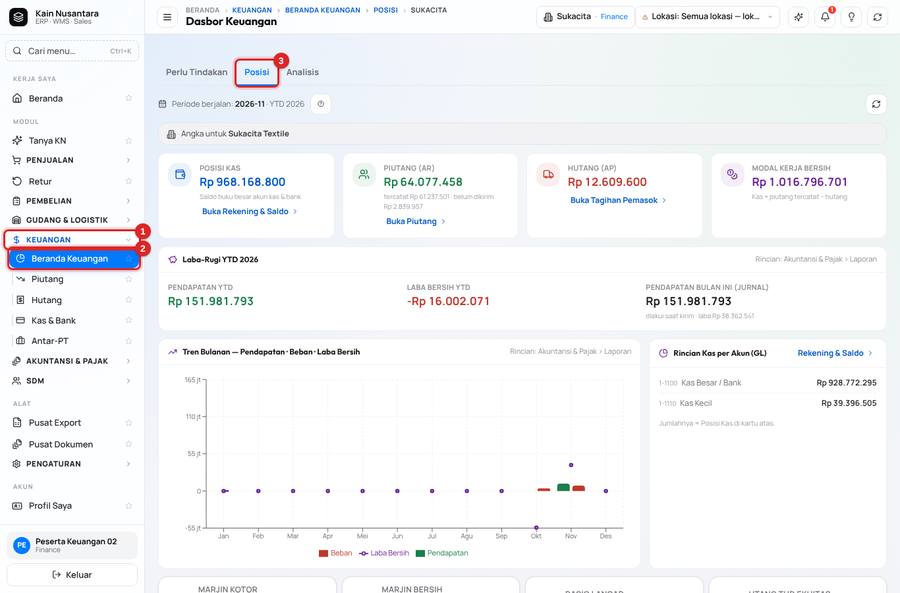 Kain Nusantara
ERP · WMS · Sales
Cari menu...
Ctrl+K
KERJA SAYA
Beranda
MODUL
Tanya KN
PENJUALAN
Retur
PEMBELIAN
GUDANG & LOGISTIK
KEUANGAN
1
2
Beranda Keuangan
Piutang
Hutang
Kas & Bank
Antar-PT
AKUNTANSI & PAJAK
SDM
ALAT
Pusat Export
Pusat Dokumen
PENGATURAN
AKUN
Profil Saya
PE
Peserta Keuangan 02
Finance
Keluar
BERANDA › KEUANGAN › BERANDA KEUANGAN › POSISI › SUKACITA
Dasbor Keuangan
Sukacita · Finance
Lokasi: Semua lokasi — lok...
1
Perlu Tindakan
Posisi
3
Analisis
Periode berjalan: 2026-11 · YTD 2026
Angka untuk Sukacita Textile
POSISI KAS
Rp 968.168.800
Saldo buku besar akun kas & bank
Buka Rekening & Saldo
PIUTANG (AR)
Rp 64.077.458
tercatat Rp 61.237.501 · belum dikirim
Rp 2.839.957
Buka Piutang
HUTANG (AP)
Rp 12.609.600
Buka Tagihan Pemasok
MODAL KERJA BERSIH
Rp 1.016.796.701
Kas + piutang tercatat − hutang
Laba-Rugi YTD 2026
Rincian: Akuntansi & Pajak › Laporan
PENDAPATAN YTD
Rp 151.981.793
LABA BERSIH YTD
-Rp 16.002.071
PENDAPATAN BULAN INI (JURNAL)
Rp 151.981.793
diakui saat kirim · laba Rp 38.362.541
Tren Bulanan — Pendapatan · Beban · Laba Bersih
Rincian: Akuntansi & Pajak › Laporan
165 jt
110 jt
55 jt
0
-55 jt
Jan Feb Mar Apr Mei Jun Jul Agu Sep Okt Nov Des
Beban Laba Bersih Pendapatan
Rincian Kas per Akun (GL)
Rekening & Saldo
1-1100 Kas Besar / Bank Rp 928.772.295
1-1110 Kas Kecil Rp 39.396.505
Jumlahnya = Posisi Kas di kartu atas.
MARJIN KOTOR
MARJIN BERSIH